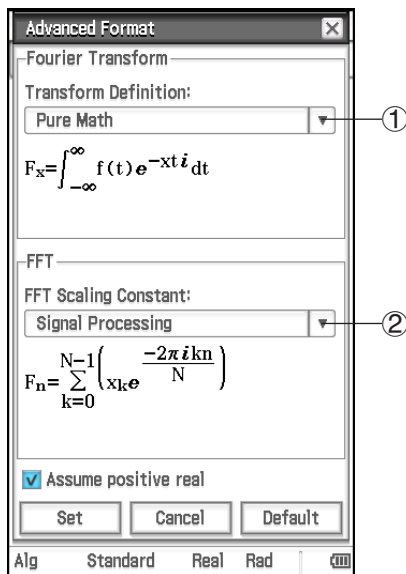 Advanced Format
Fourier Transform
Transform Definition:
Pure Math
①
Fx=∫∞−∞ f(t)e−xti dt
FFT
FFT Scaling Constant:
Signal Processing
②
Fn=N−1∑k=0(xke−2πikn/N)
Assume positive real
Set Cancel Default
Alg Standard Real Rad